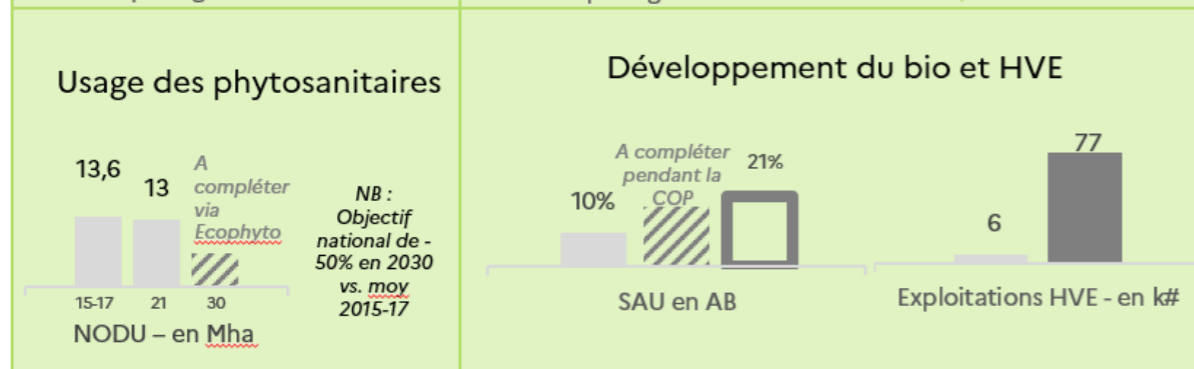 Usage des phytosanitaires
13,6
13
A
compléter
via
Ecophyto
NB :
Objectif
national de -
50% en 2030
vs. moy
2015-17
15-17
21
30
NODU – en Mha
Développement du bio et HVE
10%
A compléter
pendant la
COP
21%
SAU en AB
6
77
Exploitations HVE - en k#